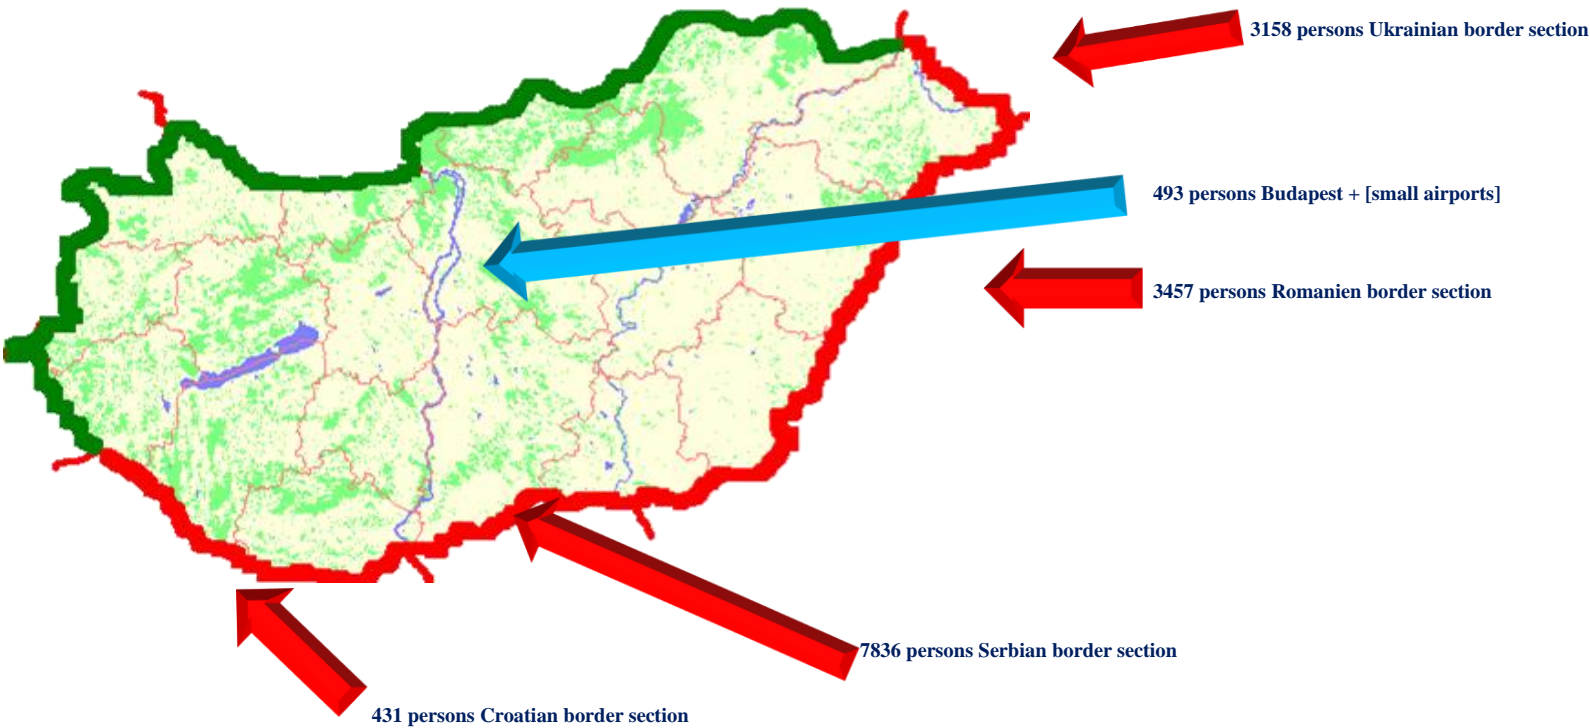 3158 persons Ukrainian border section
493 persons Budapest + [small airports]
3457 persons Romanien border section
7836 persons Serbian border section
431 persons Croatian border section